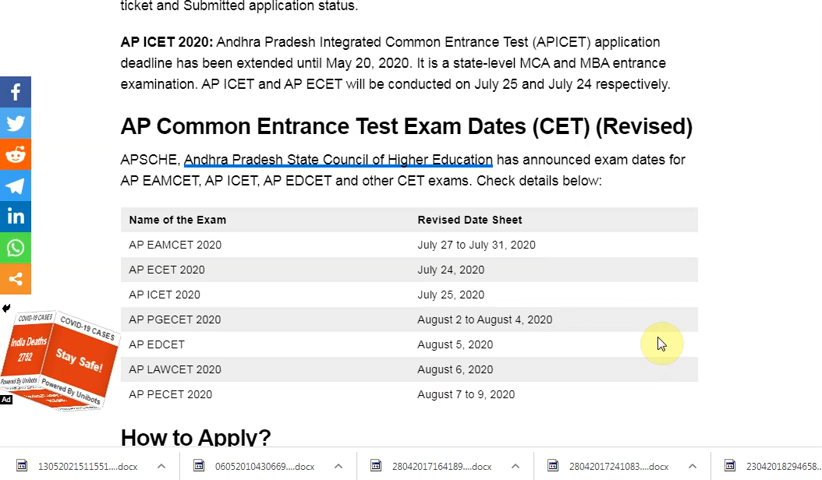 ticket and Submitted application status.
AP ICET 2020: Andhra Pradesh Integrated Common Entrance Test (APICET) application
deadline has been extended until May 20, 2020. It is a state-level MCA and MBA entrance
examination. AP ICET and AP ECET will be conducted on July 25 and July 24 respectively.
AP Common Entrance Test Exam Dates (CET) (Revised)
APSCHE, Andhra Pradesh State Council of Higher Education has announced exam dates for
AP EAMCET, AP ICET, AP EDCET and other CET exams. Check details below:
Name of the Exam Revised Date Sheet
AP EAMCET 2020 July 27 to July 31, 2020
AP ECET 2020 July 24, 2020
AP ICET 2020 July 25, 2020
AP PGECET 2020 August 2 to August 4, 2020
AP EDCET August 5, 2020
AP LAWCET 2020 August 6, 2020
AP PECET 2020 August 7 to 9, 2020
COVID-19 CASES COVID-19 CASES
India Deaths
2752
Stay Safe!
Powered By Unibots Powered By Unibots
Ad
How to Apply?
13052021511551....docx 06052010430669....docx 28042017164189....docx 28042017241083....docx 23042018294658...